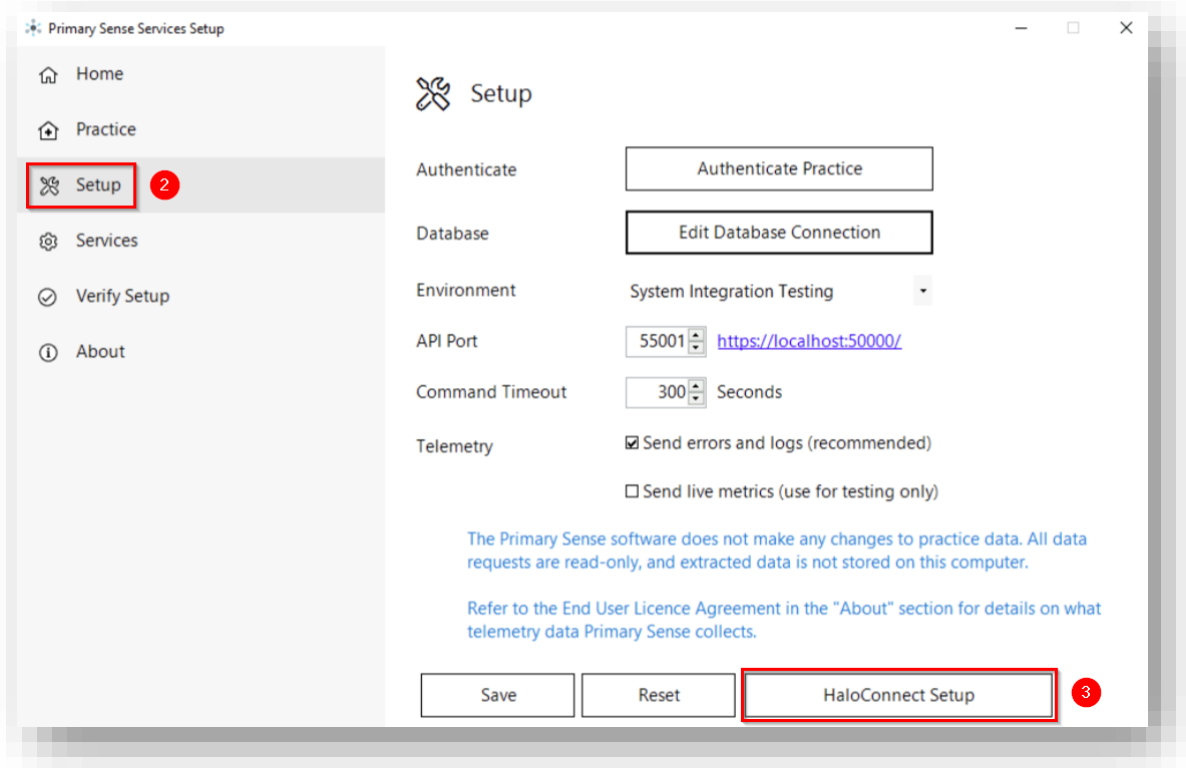 Primary Sense Services Setup
Home
Practice
Setup 2
Services
Verify Setup
About
Setup
Authenticate Authenticate Practice
Database Edit Database Connection
Environment System Integration Testing
API Port 55001 https://localhost:50000/
Command Timeout 300 Seconds
Telemetry Send errors and logs (recommended)
Send live metrics (use for testing only)
The Primary Sense software does not make any changes to practice data. All data
requests are read-only, and extracted data is not stored on this computer.
Refer to the End User Licence Agreement in the "About" section for details on what
telemetry data Primary Sense collects.
Save Reset HaloConnect Setup 3